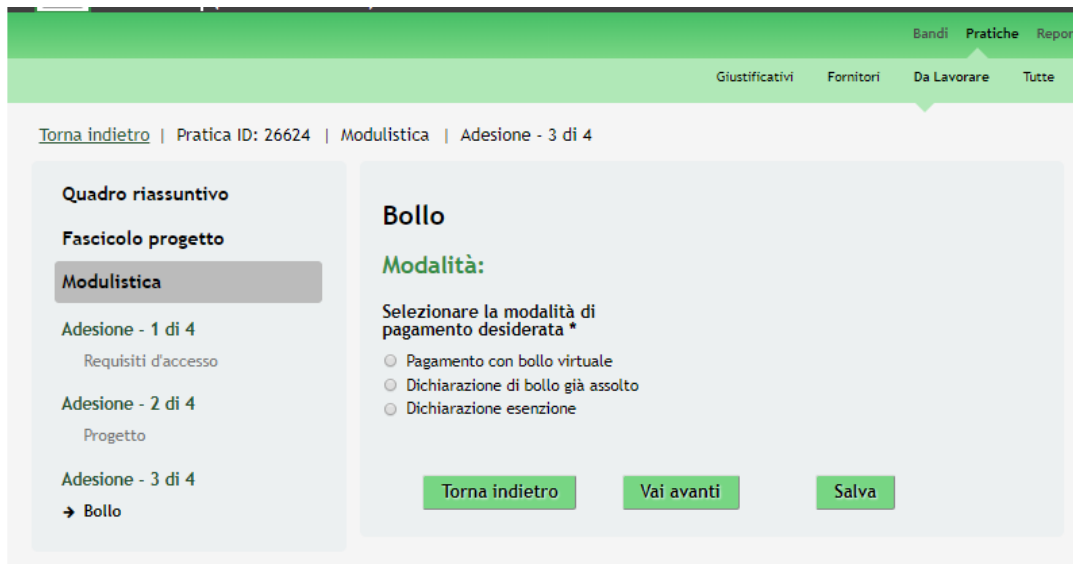 Bandi Pratiche Repor
Giustificativi Fornitori Da Lavorare Tutte
Torna indietro | Pratica ID: 26624 | Modulistica | Adesione - 3 di 4
Quadro riassuntivo
Fascicolo progetto
Modulistica
Adesione - 1 di 4
Requisiti d'accesso
Adesione - 2 di 4
Progetto
Adesione - 3 di 4
➔ Bollo
Bollo
Modalità:
Selezionare la modalità di
pagamento desiderata *
Pagamento con bollo virtuale
Dichiarazione di bollo già assolto
Dichiarazione esenzione
Torna indietro Vai avanti Salva